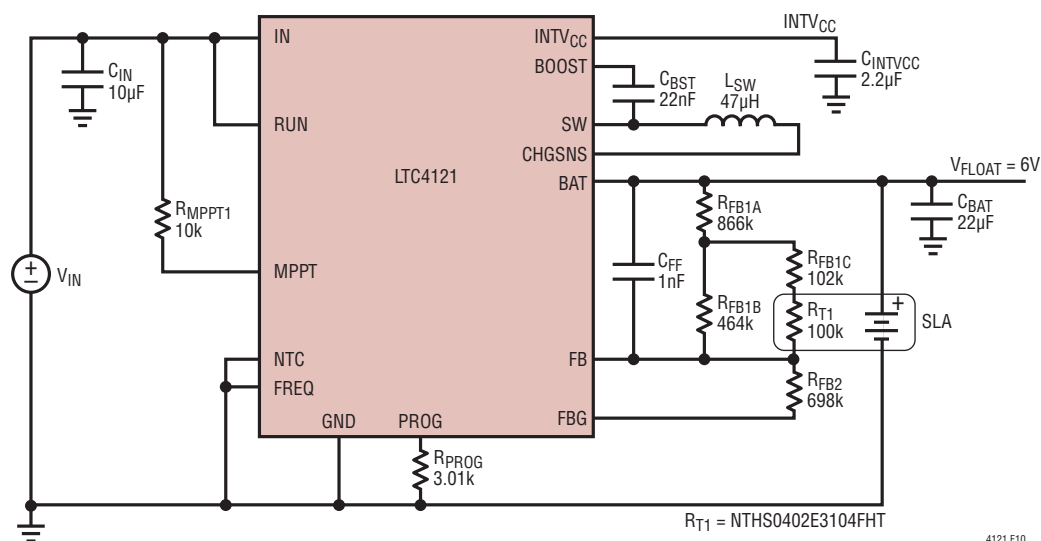 INTVCC
IN
INTVCC
BOOST
CIN
10µF
CBST
22nF
LSW
47µH
CINTVCC
2.2µF
RUN
SW
CHGSNS
LTC4121
BAT
VFLOAT = 6V
RMPPT1
10k
RFB1A
866k
CBAT
22µF
VIN
+
–
MPPT
CFF
1nF
RFB1B
464k
RFB1C
102k
RT1
100k
+
SLA
NTC
FREQ
FB
RFB2
698k
FBG
GND
PROG
RPROG
3.01k
RT1 = NTHS0402E3104FHT
4121 F10